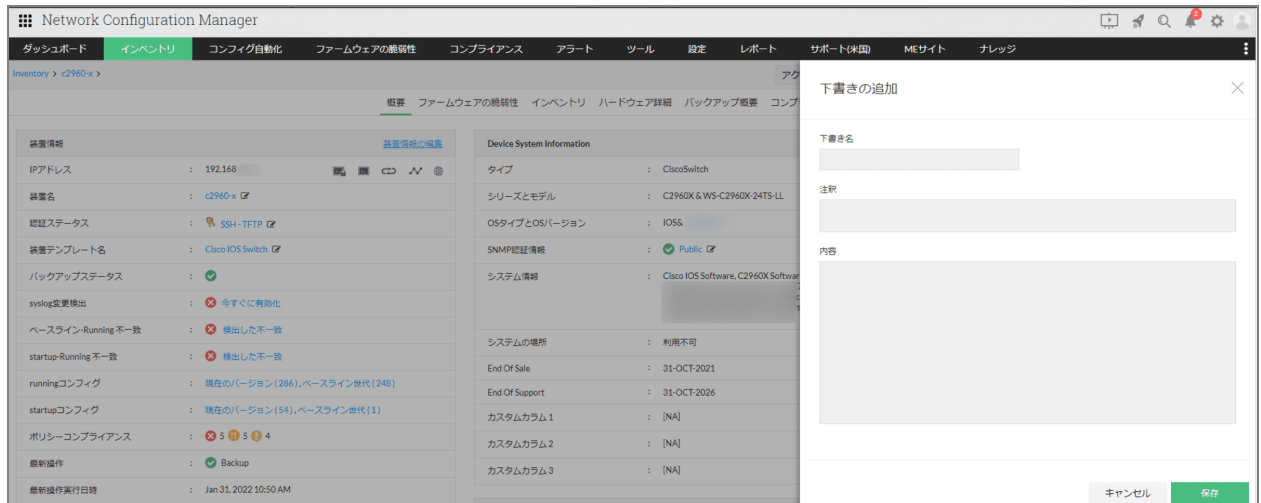 Network Configuration Manager
2
ダッシュボード インベントリ コンフィグ自動化 ファームウェアの脆弱性 コンプライアンス アラート ツール 設定 レポート サポート(米国) MEサイト ナレッジ
Inventory > c2960-x >
アク
概要 ファームウェアの脆弱性 インベントリ ハードウェア詳細 バックアップ概要 コンプ
装置情報 装置情報の編集
IPアドレス : 192.168
装置名 : c2960-x
認証ステータス : SSH - TFTP
装置テンプレート名 : Cisco IOS Switch
バックアップステータス :
syslog変更検出 : 今すぐに有効化
ベースライン-Running 不一致 : 検出した不一致
startup-Running 不一致 : 検出した不一致
runningコンフィグ : 現在のバージョン(286),ベースライン世代(248)
startupコンフィグ : 現在のバージョン(54),ベースライン世代(1)
ポリシーコンプライアンス : 5 5 4
最新操作 : Backup
最新操作実行日時 : Jan 31, 2022 10:50 AM
Device System Information
タイプ : CiscoSwitch
シリーズとモデル : C2960X & WS-C2960X-24TS-LL
OSタイプとOSバージョン : IOS&
SNMP認証情報 : Public
システム情報 : Cisco IOS Software, C2960X Softwar
システムの場所 : 利用不可
End Of Sale : 31-OCT-2021
End Of Support : 31-OCT-2026
カスタムカラム 1 : [NA]
カスタムカラム 2 : [NA]
カスタムカラム 3 : [NA]
下書きの追加
下書き名
注釈
内容
キャンセル 保存